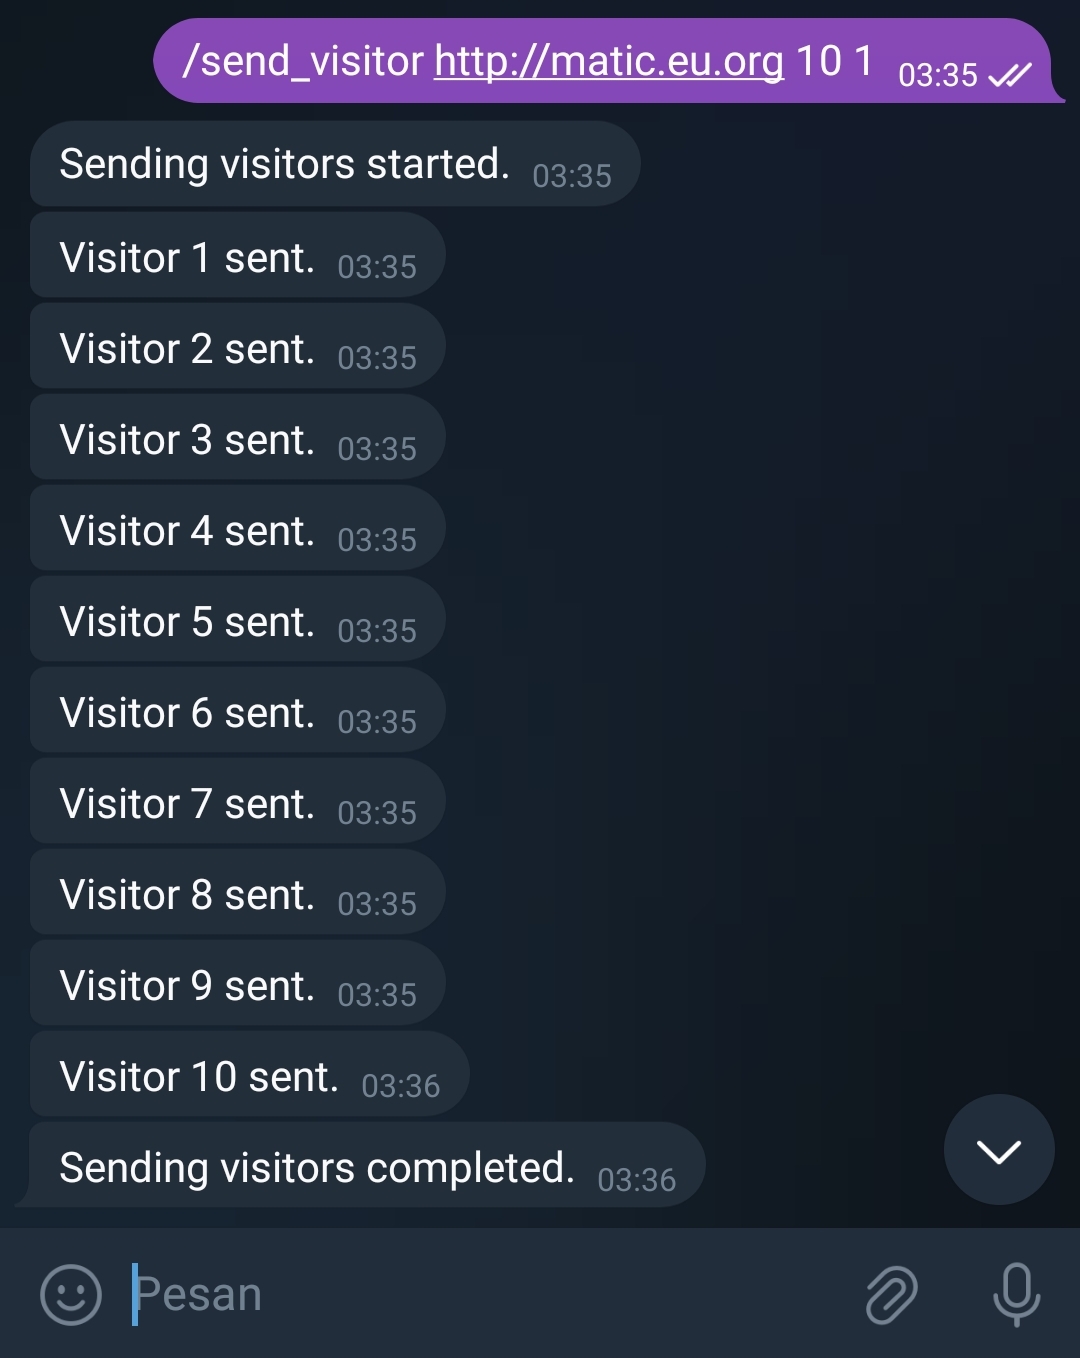 /send_visitor http://matic.eu.org 10 1 03:35
Sending visitors started. 03:35
Visitor 1 sent. 03:35
Visitor 2 sent. 03:35
Visitor 3 sent. 03:35
Visitor 4 sent. 03:35
Visitor 5 sent. 03:35
Visitor 6 sent. 03:35
Visitor 7 sent. 03:35
Visitor 8 sent. 03:35
Visitor 9 sent. 03:35
Visitor 10 sent. 03:36
Sending visitors completed. 03:36
Pesan